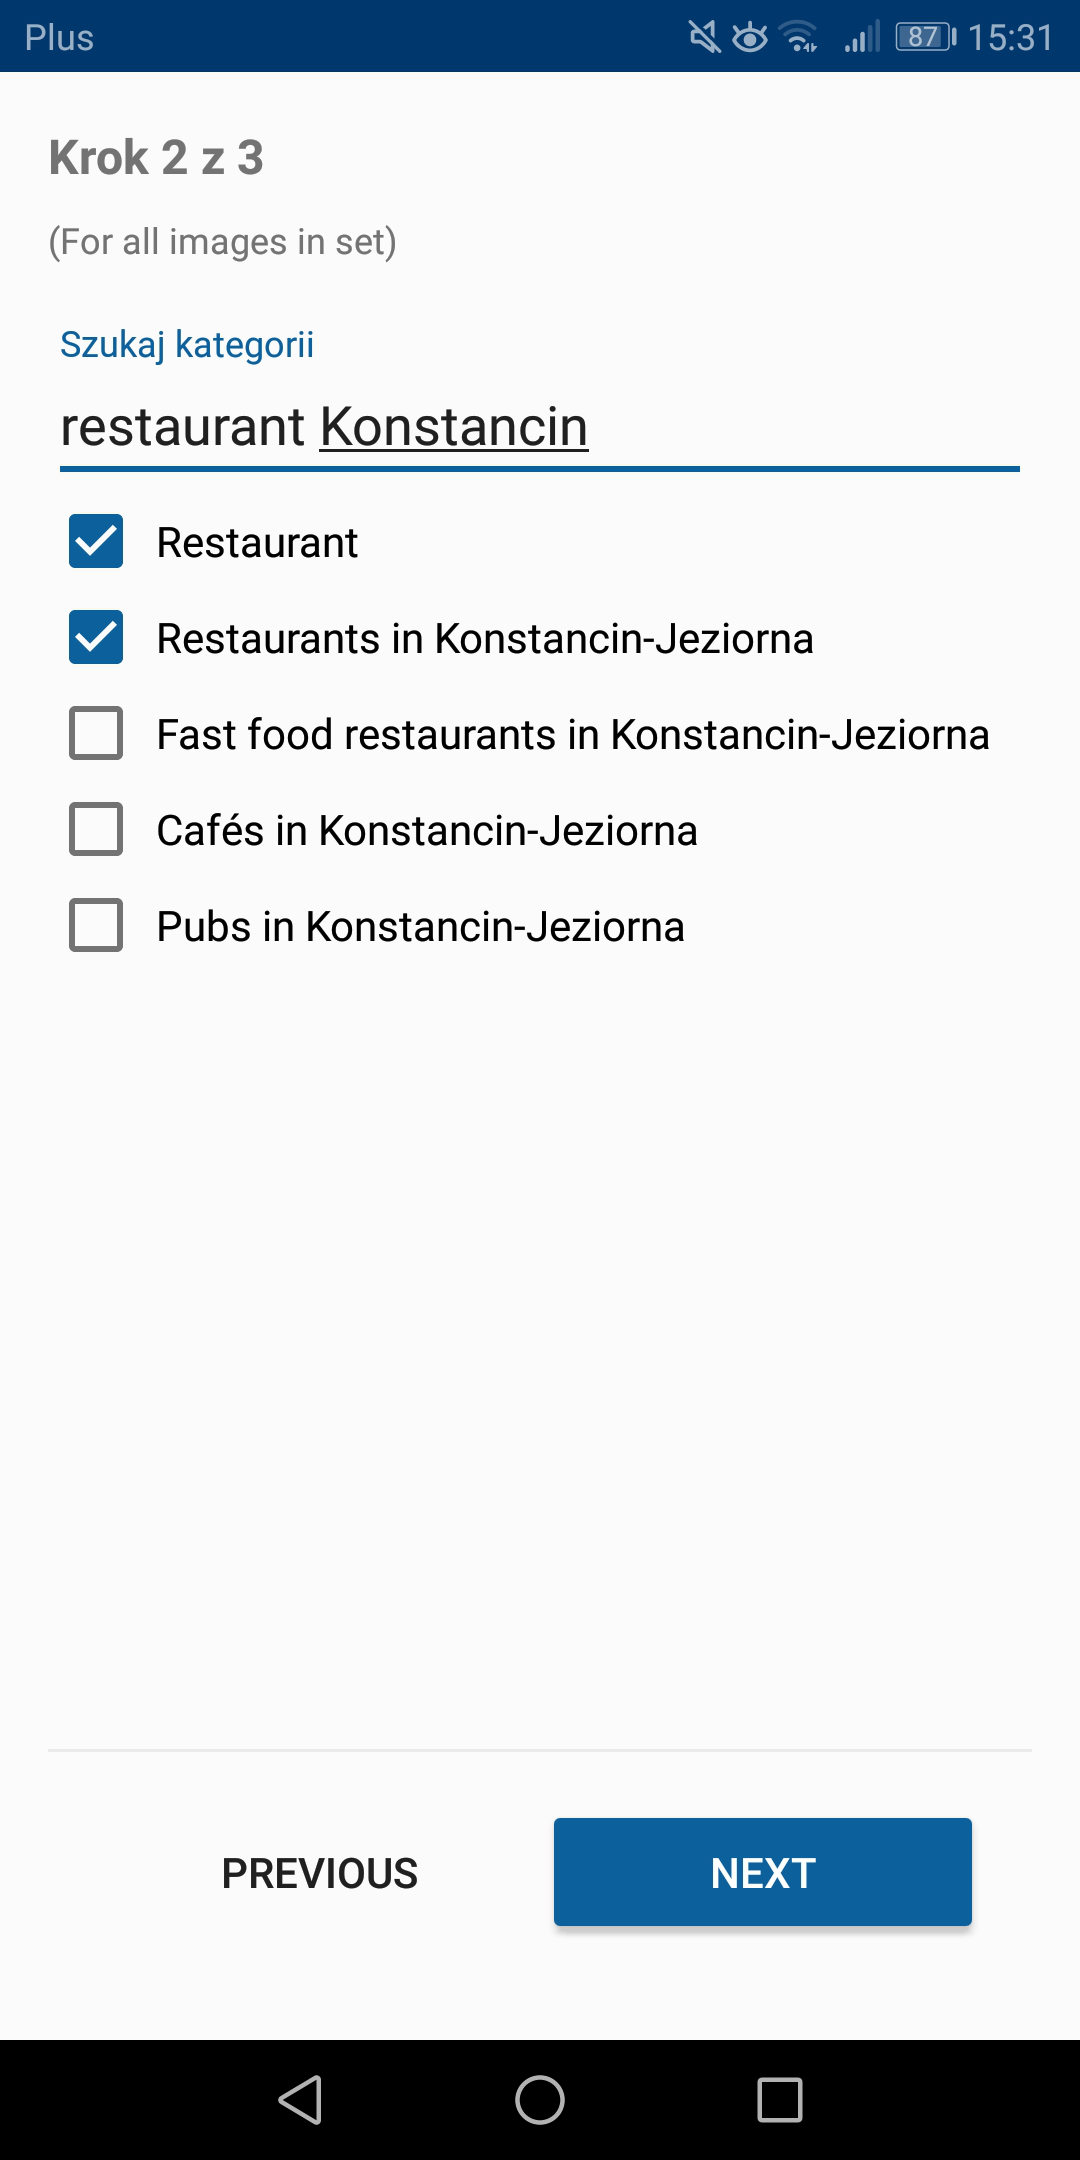 Plus 87 15:31
Krok 2 z 3
(For all images in set)
Szukaj kategorii
restaurant Konstancin
Restaurant
Restaurants in Konstancin-Jeziorna
Fast food restaurants in Konstancin-Jeziorna
Cafés in Konstancin-Jeziorna
Pubs in Konstancin-Jeziorna
PREVIOUS NEXT